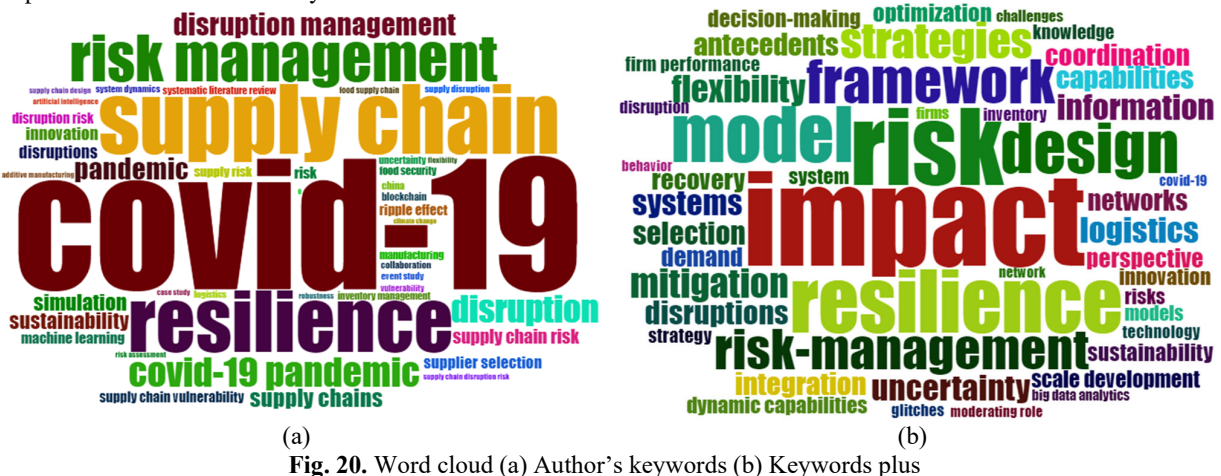 disruption management
risk management
supply chain design system dynamics systematic literature review food supply chain supply disruption
artificial intelligence
supply chain
disruption risk
innovation
disruptions
pandemic supply risk risk
additive manufacturing
uncertainty flexibility
food security
covid-19
china
blockchain
ripple effect
climate change
manufacturing
collaboration
event study
vulnerability
case study logistics robustness inventory management
simulation
sustainability
machine learning
resilience
disruption
supply chain risk
risk assessment
covid-19 pandemic
supplier selection
supply chain disruption risk
supply chain vulnerability supply chains
decision-making optimization challenges
antecedents strategies knowledge
firm performance coordination
flexibility framework capabilities
disruption firms inventory information
model risk design
behavior
recovery system covid-19
systems impact networks
selection logistics
demand perspective
mitigation network innovation
resilience risks
disruptions models
strategy technology
risk-management sustainability
integration uncertainty scale development
big data analytics
dynamic capabilities glitches moderating role
(a) (b)
Fig. 20. Word cloud (a) Author's keywords (b) Keywords plus